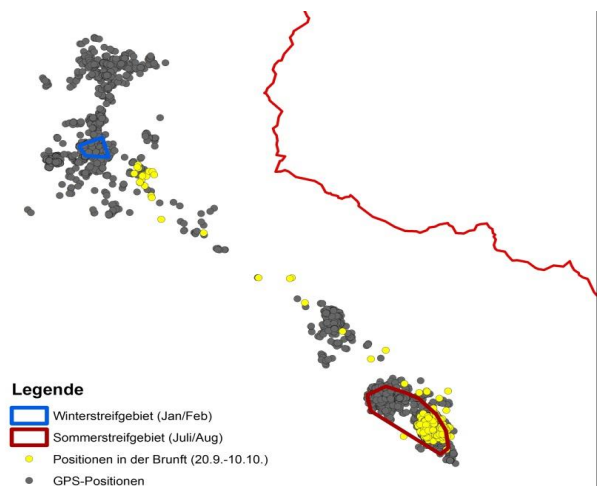 Legende
Winterstreifgebiet (Jan/Feb)
Sommerstreifgebiet (Juli/Aug)
Positionen in der Brunft (20.9.-10.10.)
GPS-Positionen